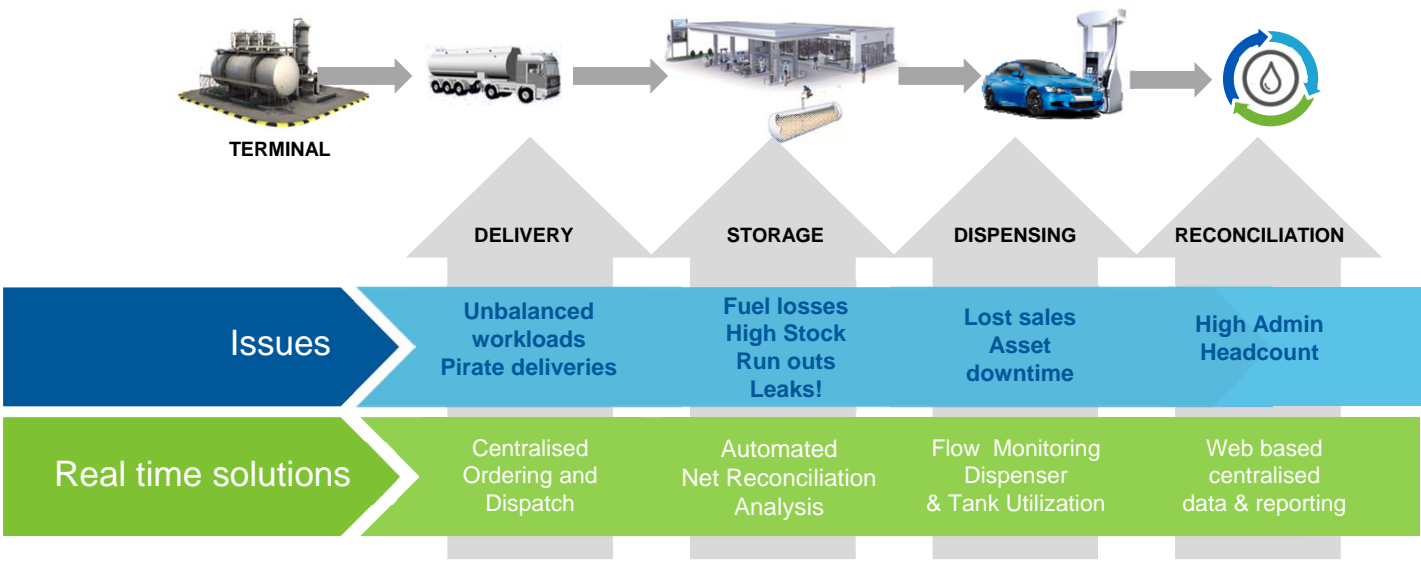 TERMINAL
DELIVERY
STORAGE
DISPENSING
RECONCILIATION
Issues
Unbalanced
workloads
Pirate deliveries
Fuel losses
High Stock
Run outs
Leaks!
Lost sales
Asset
downtime
High Admin
Headcount
Real time solutions
Centralised
Ordering and
Dispatch
Automated
Net Reconciliation
Analysis
Flow Monitoring
Dispenser
& Tank Utilization
Web based
centralised
data & reporting